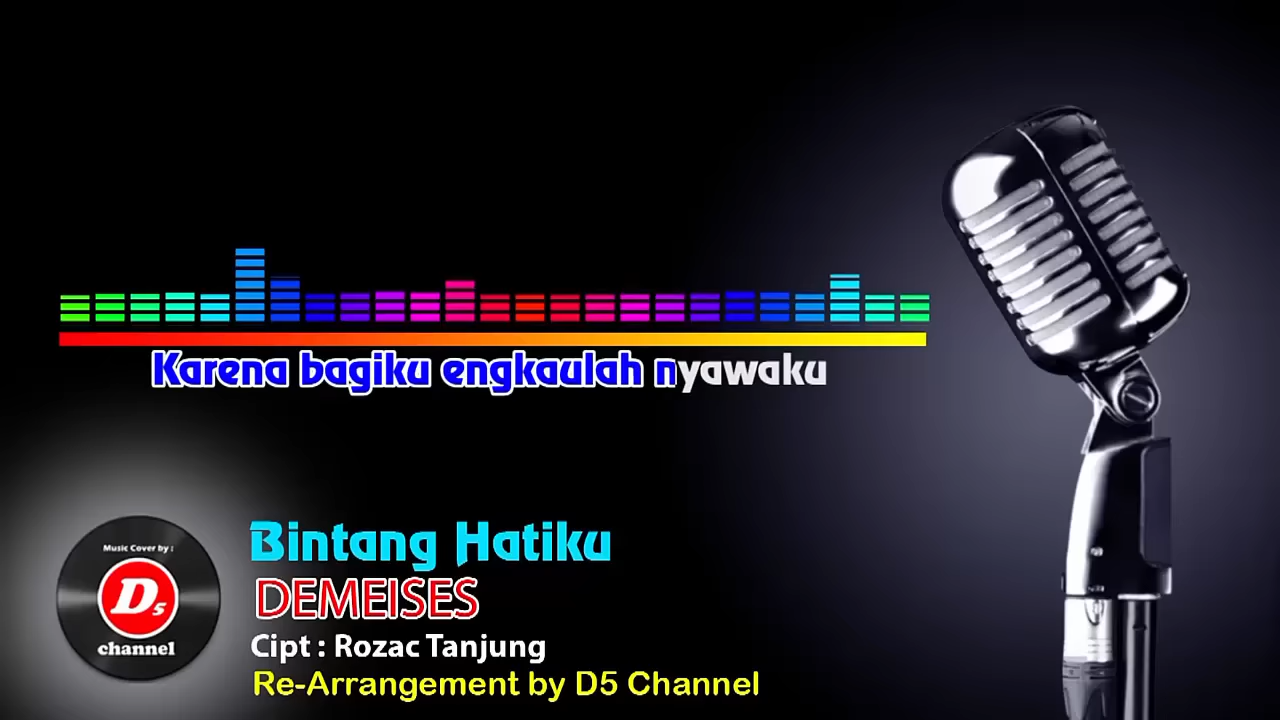 Karena bagiku engkaulah nyawaku
Music Cover by :
D5
channel
Bintang Hatiku
DEMEISES
Cipt : Rozac Tanjung
Re-Arrangement by D5 Channel